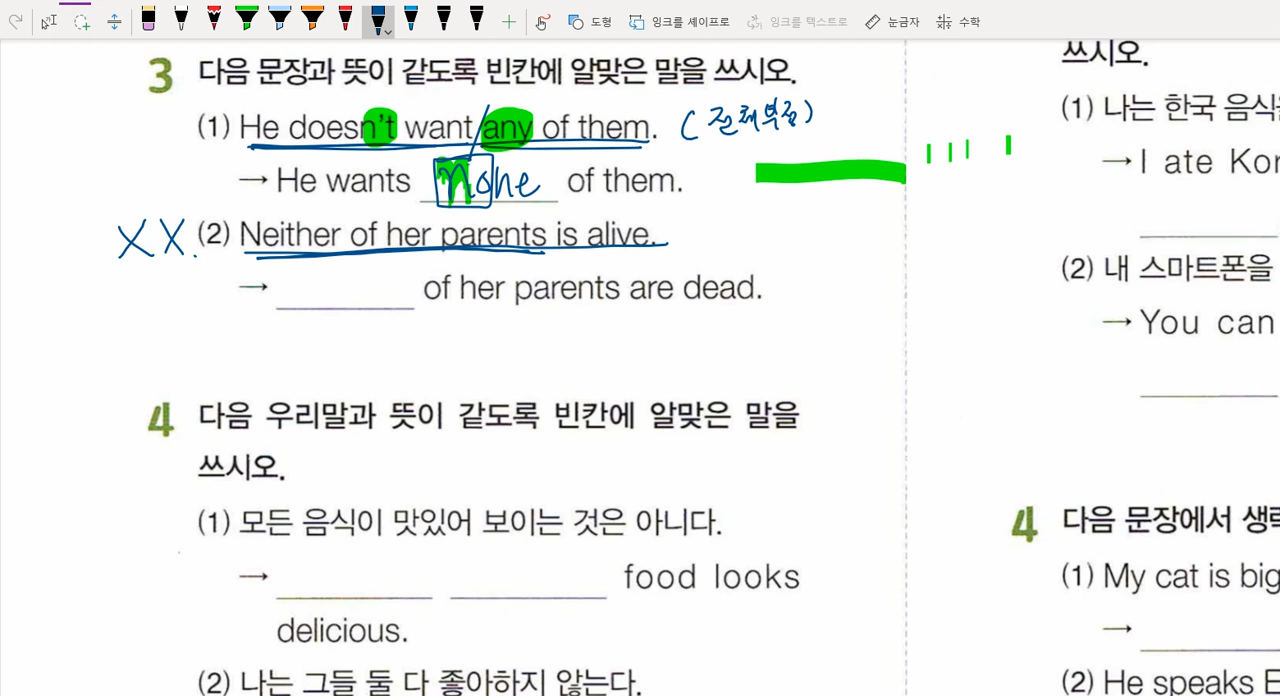 도형 잉크를 셰이프로 잉크를 텍스트로 눈금자 수학
3 다음 문장과 뜻이 같도록 빈칸에 알맞은 말을 쓰시오.
(1) He doesn't want / any of them. (전체부정)
→ He wants none of them.
XX. (2) Neither of her parents is alive.
→ of her parents are dead.
4 다음 우리말과 뜻이 같도록 빈칸에 알맞은 말을
쓰시오.
(1) 모든 음식이 맛있어 보이는 것은 아니다.
→ food looks
delicious.
(2) 나는 그들 둘 다 좋아하지 않는다.
쓰시오.
(1) 나는 한국 음식을
→ I ate Kor
(2) 내 스마트폰을
→ You can
4 다음 문장에서 생략
(1) My cat is big
→
(2) He speaks E